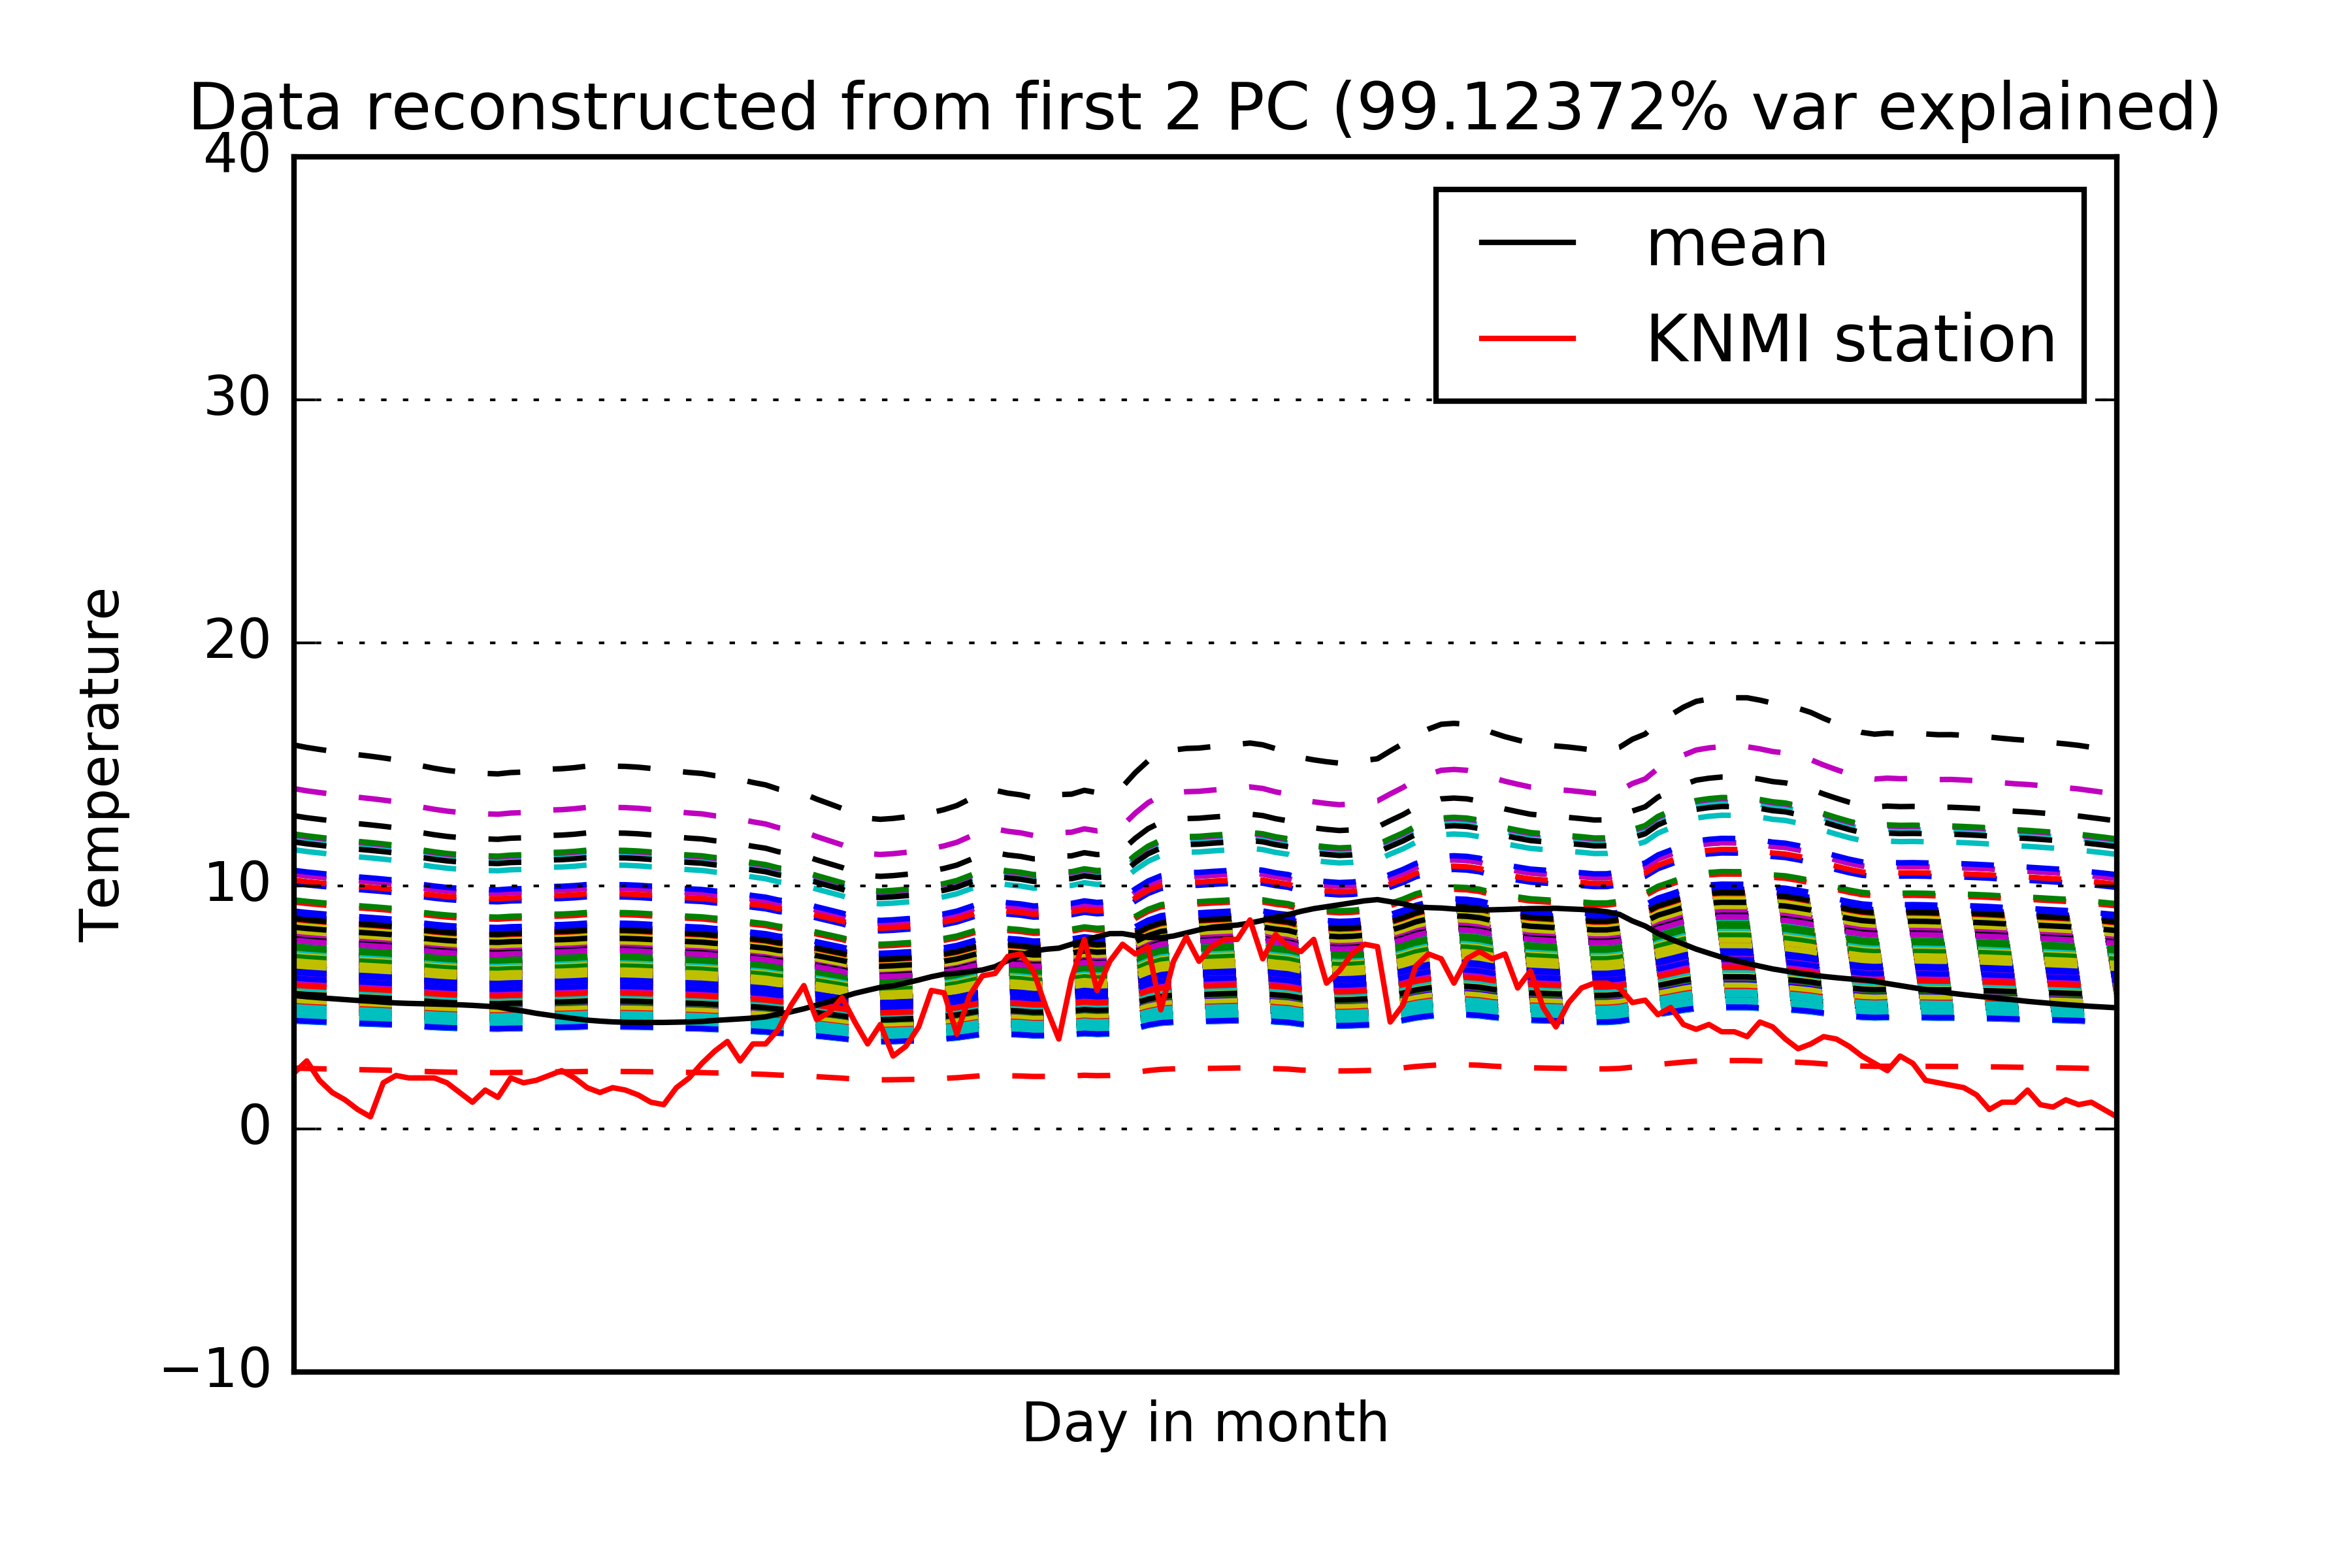 Data reconstructed from first 2 PC (99.12372% var explained)
40
30
20
10
0
−10
Temperature
Day in month
mean
KNMI station